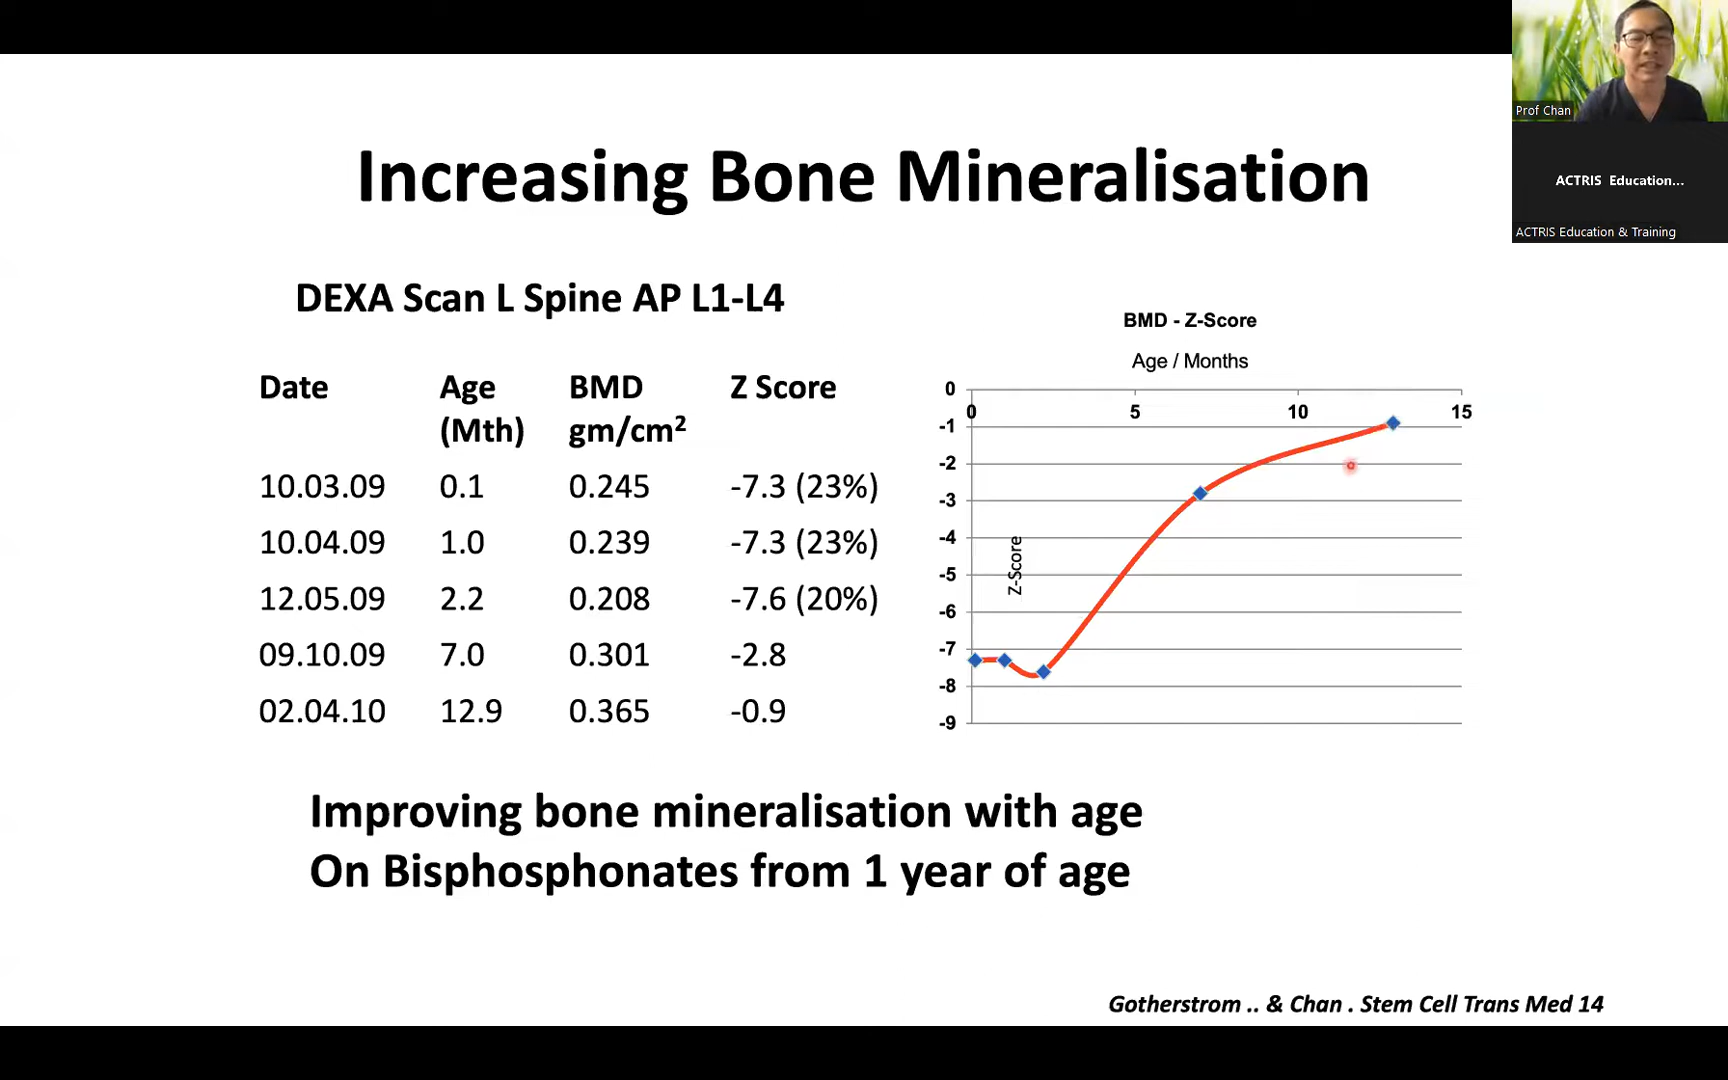 Increasing Bone Mineralisation
DEXA Scan L Spine AP L1-L4
Date Age (Mth) BMD gm/cm² Z Score
10.03.09 0.1 0.245 -7.3 (23%)
10.04.09 1.0 0.239 -7.3 (23%)
12.05.09 2.2 0.208 -7.6 (20%)
09.10.09 7.0 0.301 -2.8
02.04.10 12.9 0.365 -0.9
BMD - Z-Score
Age / Months
0 5 10 15
0
-1
-2
-3
-4
-5
-6
-7
-8
-9
Z-Score
Improving bone mineralisation with age
On Bisphosphonates from 1 year of age
Gotherstrom .. & Chan . Stem Cell Trans Med 14
Prof Chan
ACTRIS Education...
ACTRIS Education & Training